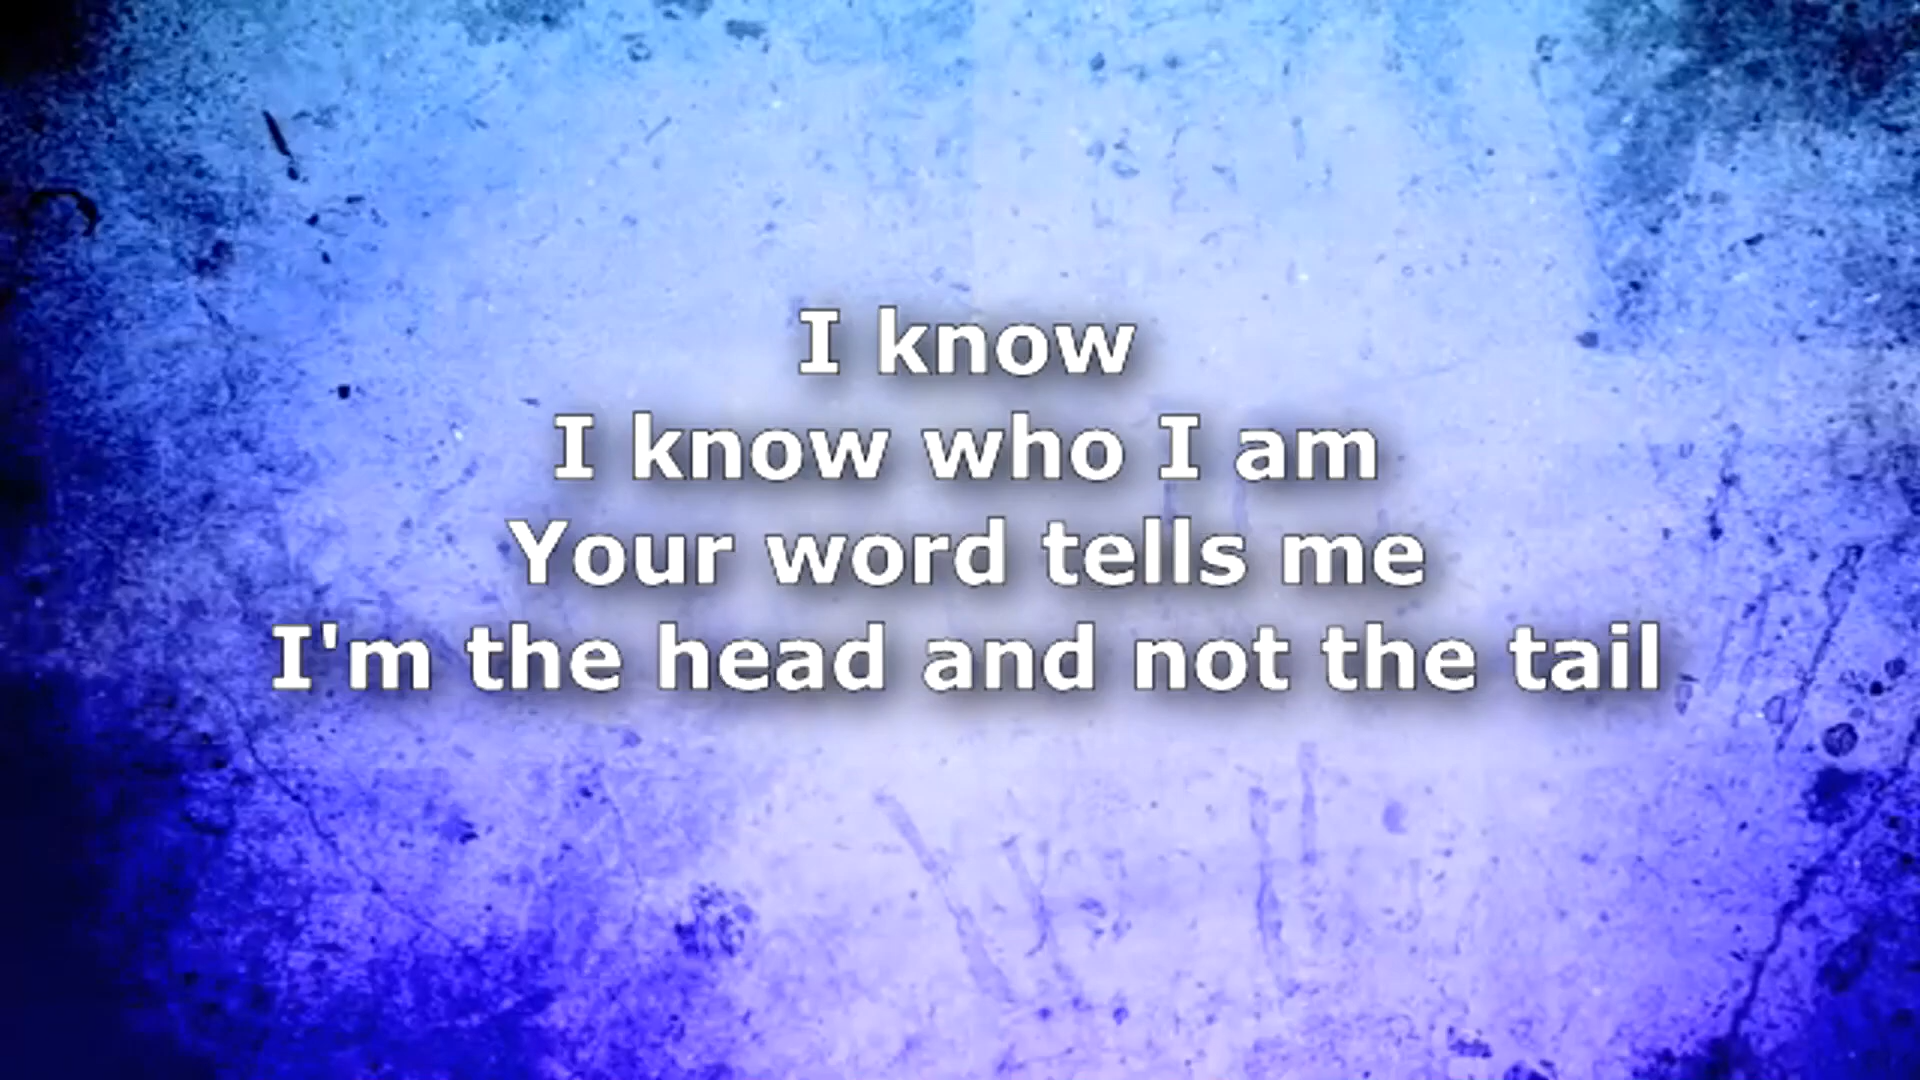 I know
I know who I am
Your word tells me
I'm the head and not the tail